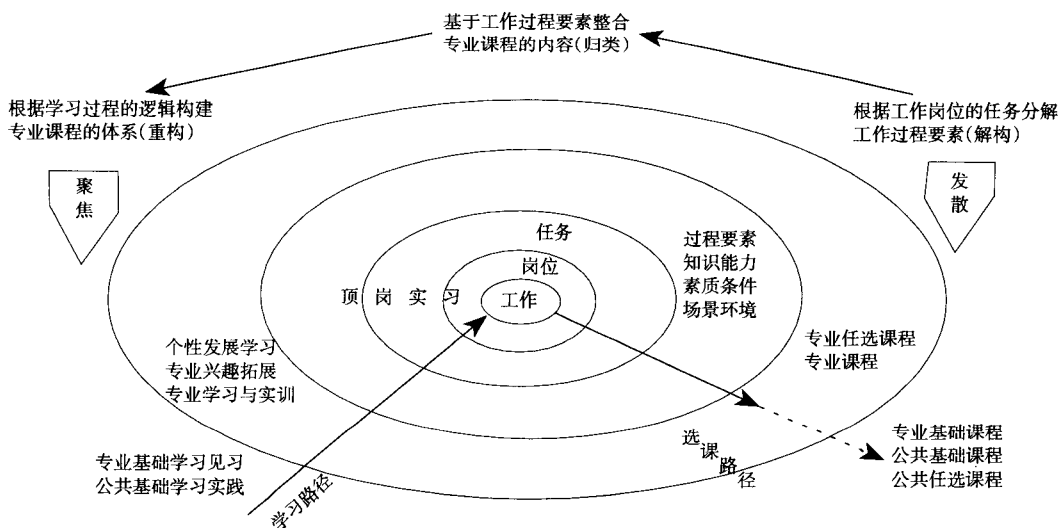 基于工作过程要素整合
专业课程的内容(归类)
根据学习过程的逻辑构建
专业课程的体系(重构)
根据工作岗位的任务分解
工作过程要素(解构)
聚焦
发散
任务
岗位
工作
顶岗实习
过程要素
知识能力
素质条件
场景环境
个性发展学习
专业兴趣拓展
专业学习与实训
专业任选课程
专业课程
专业基础学习见习
公共基础学习实践
学习路径
选课路径
专业基础课程
公共基础课程
公共任选课程